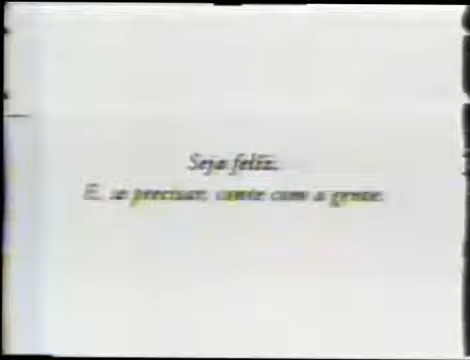 Seja feliz.
E, se precisar, conte com a gente.